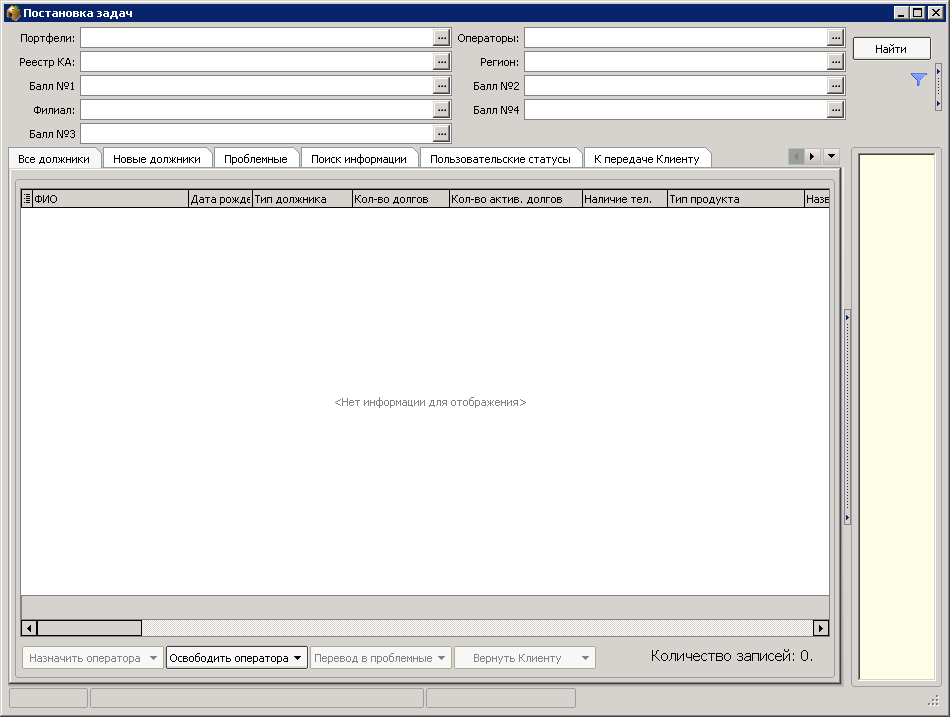 Постановка задач
Портфели: ... Операторы: ... Найти
Реестр КА: ... Регион: ...
Балл №1 ... Балл №2 ...
Филиал: ... Балл №4 ...
Балл №3 ...
Все должники Новые должники Проблемные Поиск информации Пользовательские статусы К передаче Клиенту
ФИО Дата рожде Тип должника Кол-во долгов Кол-во актив. долгов Наличие тел. Тип продукта Назв
<Нет информации для отображения>
Назначить оператора Освободить оператора Перевод в проблемные Вернуть Клиенту Количество записей: 0.